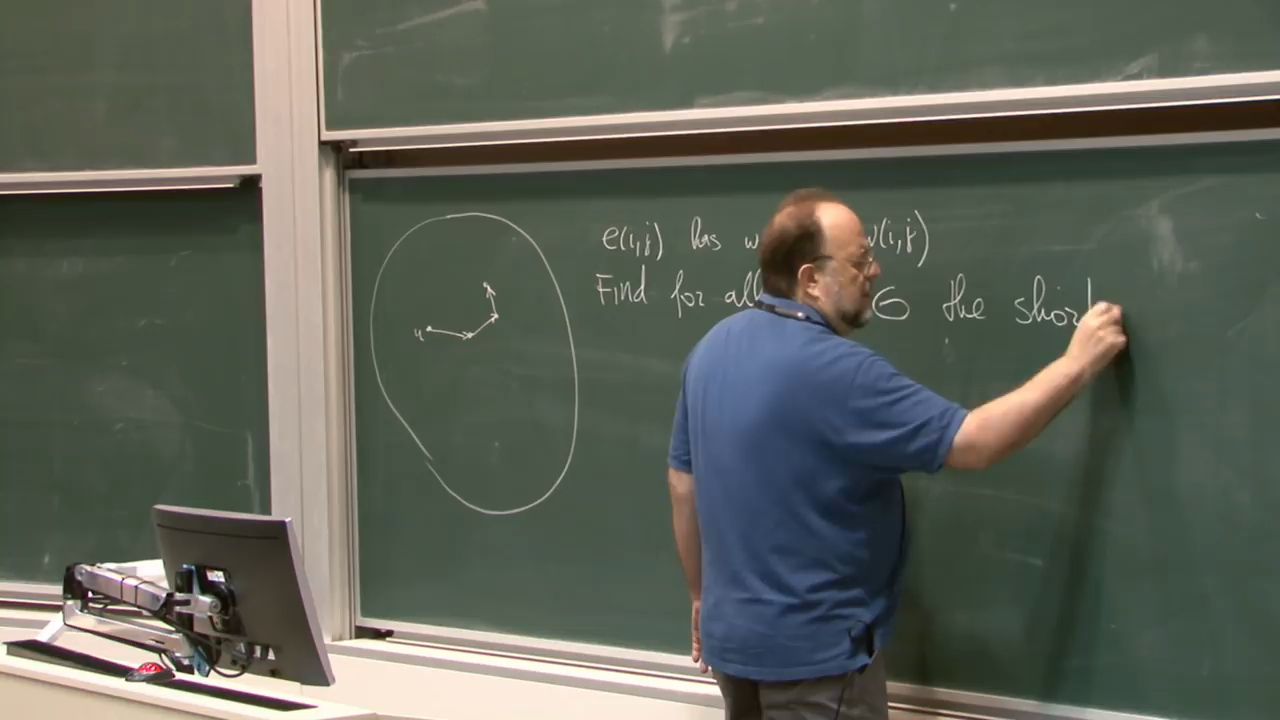 u
e(i,j) has w(i,j)
Find for all G the short